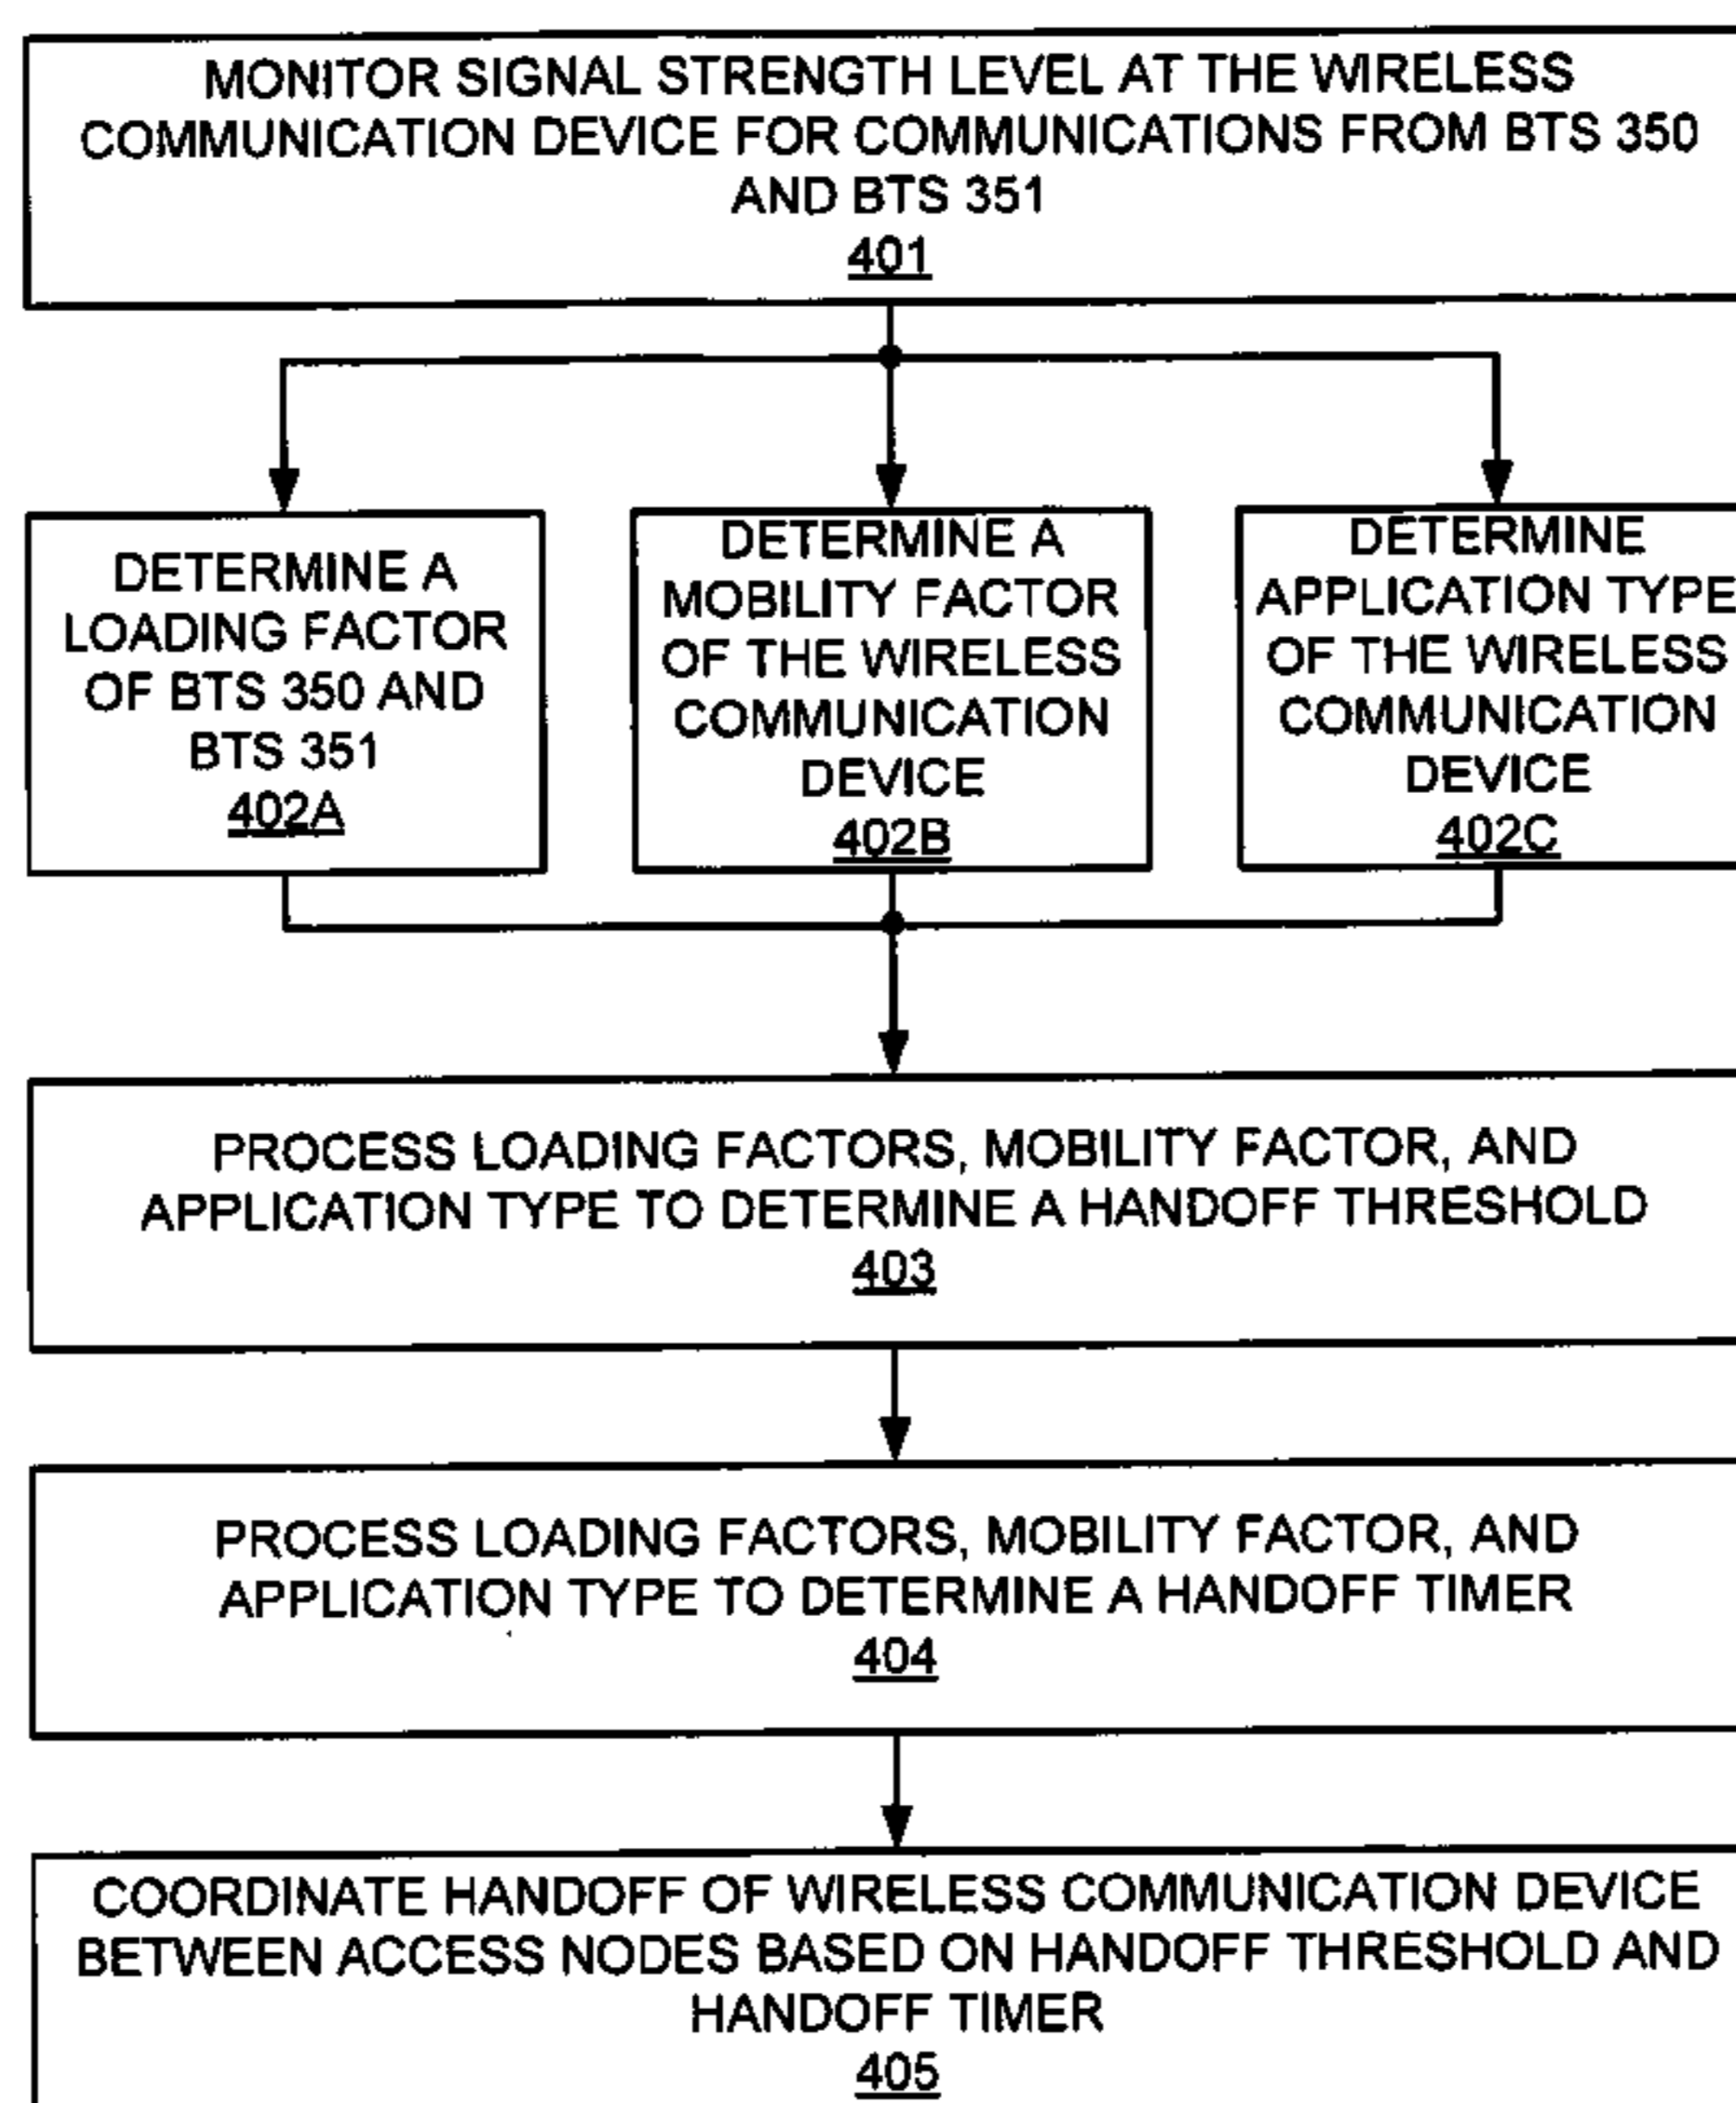 MONITOR SIGNAL STRENGTH LEVEL AT THE WIRELESS
COMMUNICATION DEVICE FOR COMMUNICATIONS FROM BTS 350
AND BTS 351
401
DETERMINE A
LOADING FACTOR
OF BTS 350 AND
BTS 351
402A
DETERMINE A
MOBILITY FACTOR
OF THE WIRELESS
COMMUNICATION
DEVICE
402B
DETERMINE
APPLICATION TYPE
OF THE WIRELESS
COMMUNICATION
DEVICE
402C
PROCESS LOADING FACTORS, MOBILITY FACTOR, AND
APPLICATION TYPE TO DETERMINE A HANDOFF THRESHOLD
403
PROCESS LOADING FACTORS, MOBILITY FACTOR, AND
APPLICATION TYPE TO DETERMINE A HANDOFF TIMER
404
COORDINATE HANDOFF OF WIRELESS COMMUNICATION DEVICE
BETWEEN ACCESS NODES BASED ON HANDOFF THRESHOLD AND
HANDOFF TIMER
405